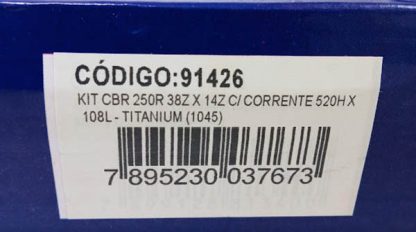 CÓDIGO:91426
KIT CBR 250R 38Z X 14Z C/ CORRENTE 520H X
108L - TITANIUM (1045)
7 895230 037673